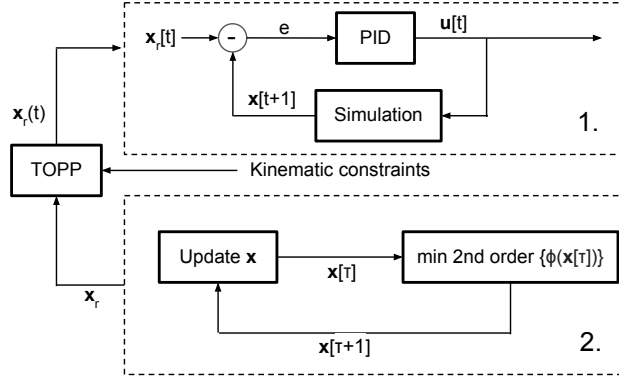 x_r[t]
-
e
PID
u[t]
x[t+1]
Simulation
1.
x_r(t)
TOPP
Kinematic constraints
Update x
x[τ]
min 2nd order {ϕ(x[τ])}
x_r
x[τ+1]
2.